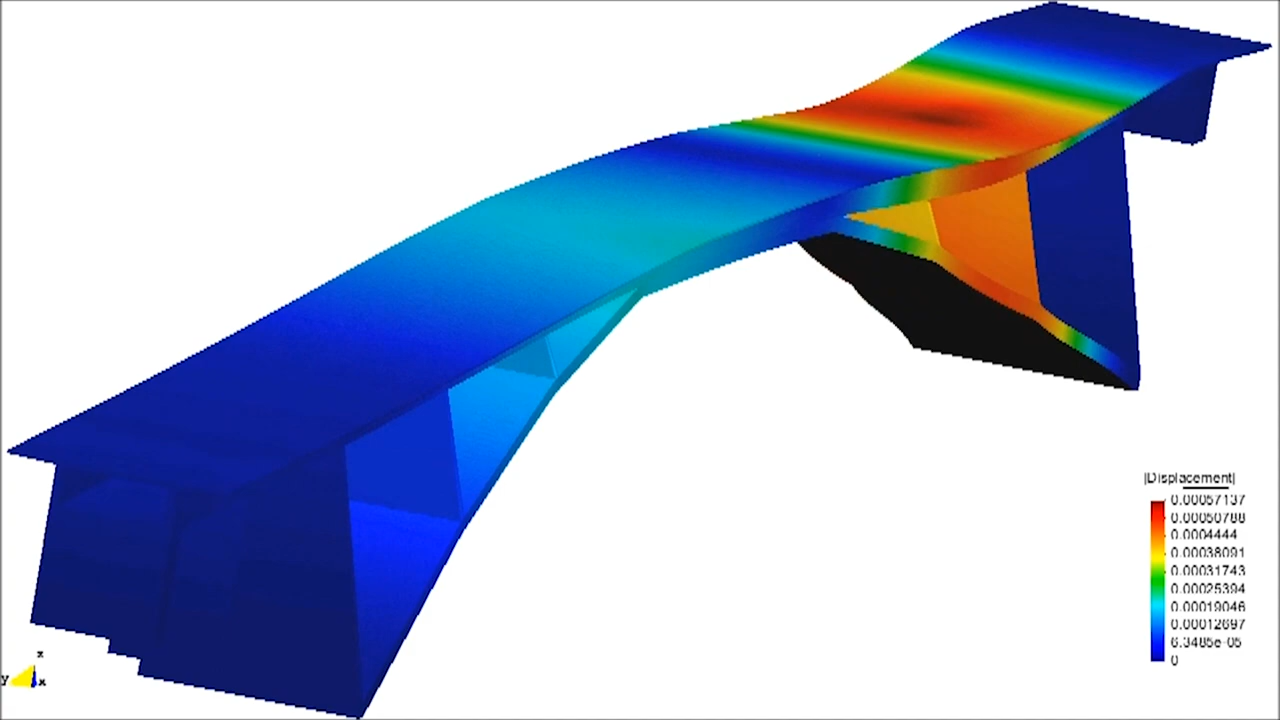 |Displacement|
0.00057137
0.00050788
0.0004444
0.00038091
0.00031743
0.00025394
0.00019046
0.00012697
6.3485e-05
0
x
y
x